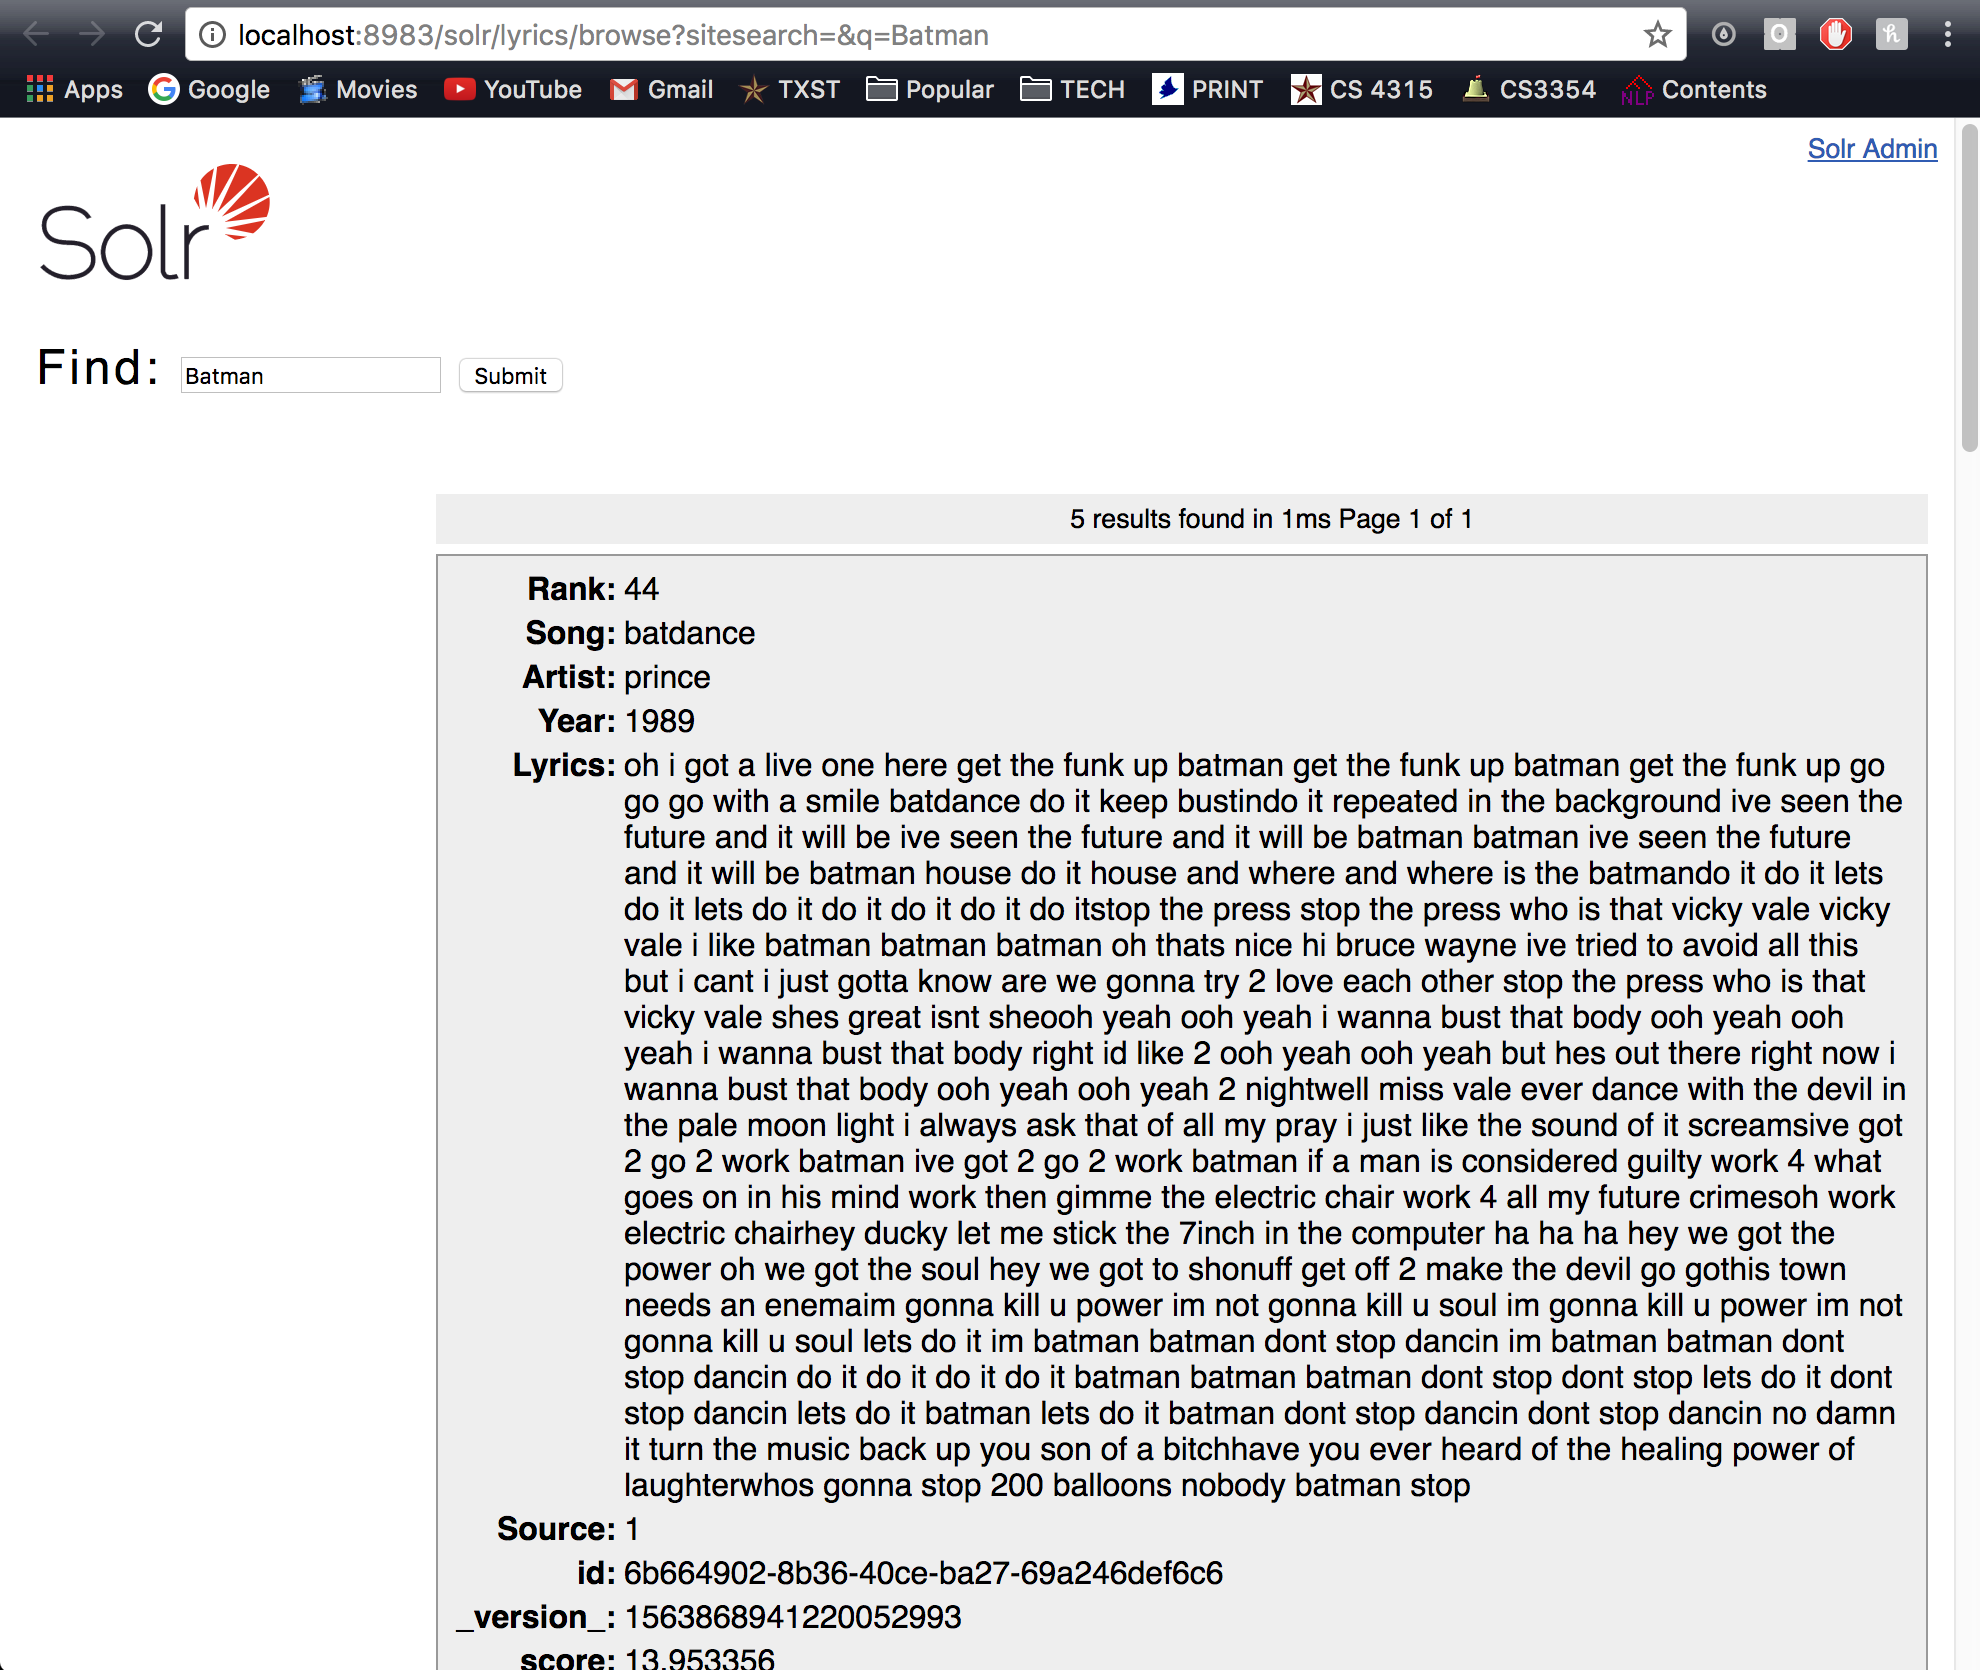 localhost:8983/solr/lyrics/browse?sitesearch=&q=Batman
Apps Google Movies YouTube Gmail TXST Popular TECH PRINT CS 4315 CS3354 NLP Contents
Solr Admin
Solr
Find: Batman Submit
5 results found in 1ms Page 1 of 1
Rank: 44
Song: batdance
Artist: prince
Year: 1989
Lyrics: oh i got a live one here get the funk up batman get the funk up batman get the funk up go
go go with a smile batdance do it keep bustindo it repeated in the background ive seen the
future and it will be ive seen the future and it will be batman batman ive seen the future
and it will be batman house do it house and where and where is the batmando it do it lets
do it lets do it do it do it do it do itstop the press stop the press who is that vicky vale vicky
vale i like batman batman batman oh thats nice hi bruce wayne ive tried to avoid all this
but i cant i just gotta know are we gonna try 2 love each other stop the press who is that
vicky vale shes great isnt sheooh yeah ooh yeah i wanna bust that body ooh yeah ooh
yeah i wanna bust that body right id like 2 ooh yeah ooh yeah but hes out there right now i
wanna bust that body ooh yeah ooh yeah 2 nightwell miss vale ever dance with the devil in
the pale moon light i always ask that of all my pray i just like the sound of it screamsive got
2 go 2 work batman ive got 2 go 2 work batman if a man is considered guilty work 4 what
goes on in his mind work then gimme the electric chair work 4 all my future crimesoh work
electric chairhey ducky let me stick the 7inch in the computer ha ha ha hey we got the
power oh we got the soul hey we got to shonuff get off 2 make the devil go gothis town
needs an enemaim gonna kill u power im not gonna kill u soul im gonna kill u power im not
gonna kill u soul lets do it im batman batman dont stop dancin im batman batman dont
stop dancin do it do it do it do it batman batman batman dont stop dont stop lets do it dont
stop dancin lets do it batman lets do it batman dont stop dancin dont stop dancin no damn
it turn the music back up you son of a bitchhave you ever heard of the healing power of
laughterwhos gonna stop 200 balloons nobody batman stop
Source: 1
id: 6b664902-8b36-40ce-ba27-69a246def6c6
_version_: 1563868941220052993
score: 13.953356